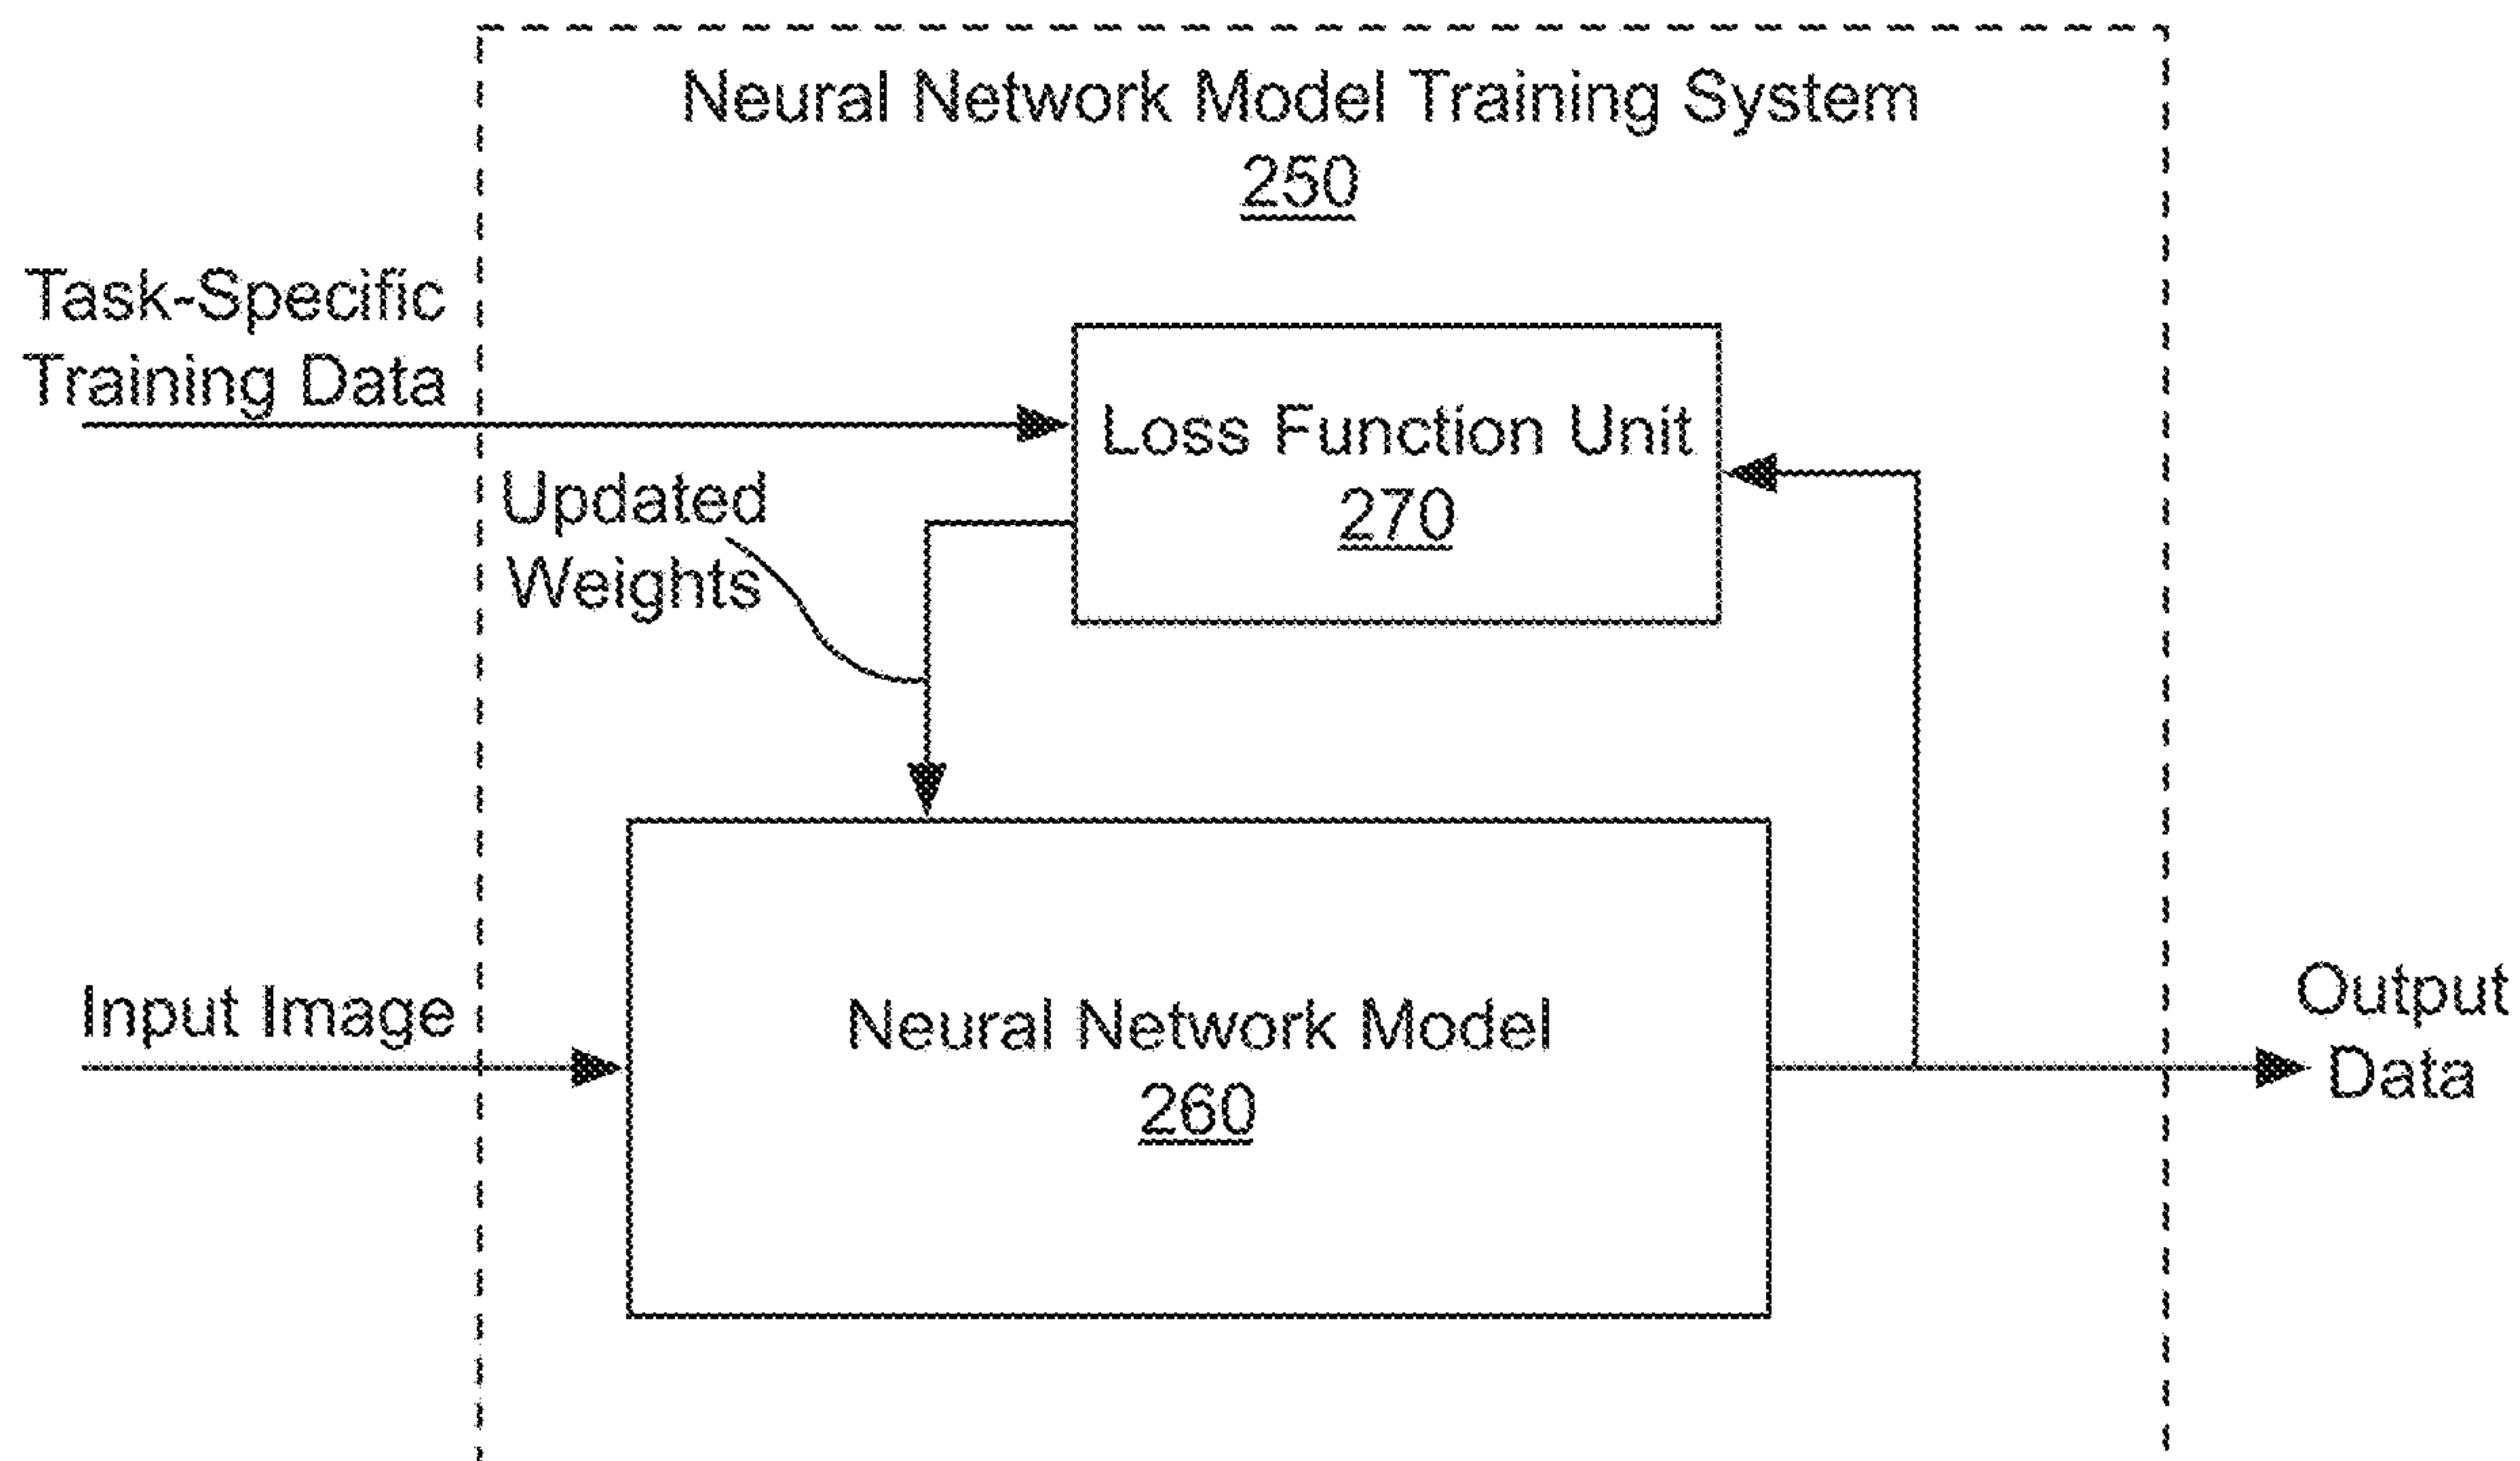 Neural Network Model Training System
250
Task-Specific
Training Data
Loss Function Unit
270
Updated
Weights
Input Image
Neural Network Model
260
Output
Data